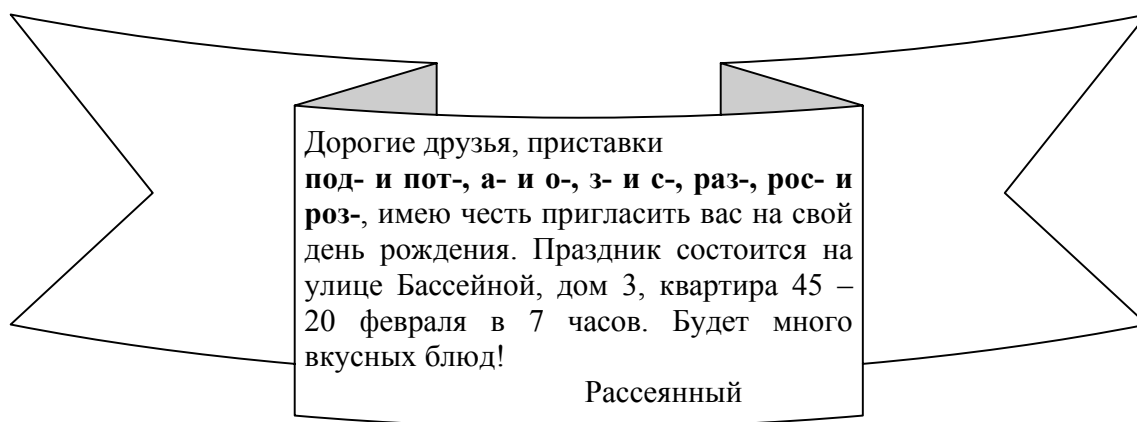 Дорогие друзья, приставки
под- и пот-, а- и о-, з- и с-, раз-, рос- и
роз-, имею честь пригласить вас на свой
день рождения. Праздник состоится на
улице Бассейной, дом 3, квартира 45 –
20 февраля в 7 часов. Будет много
вкусных блюд!
Рассеянный